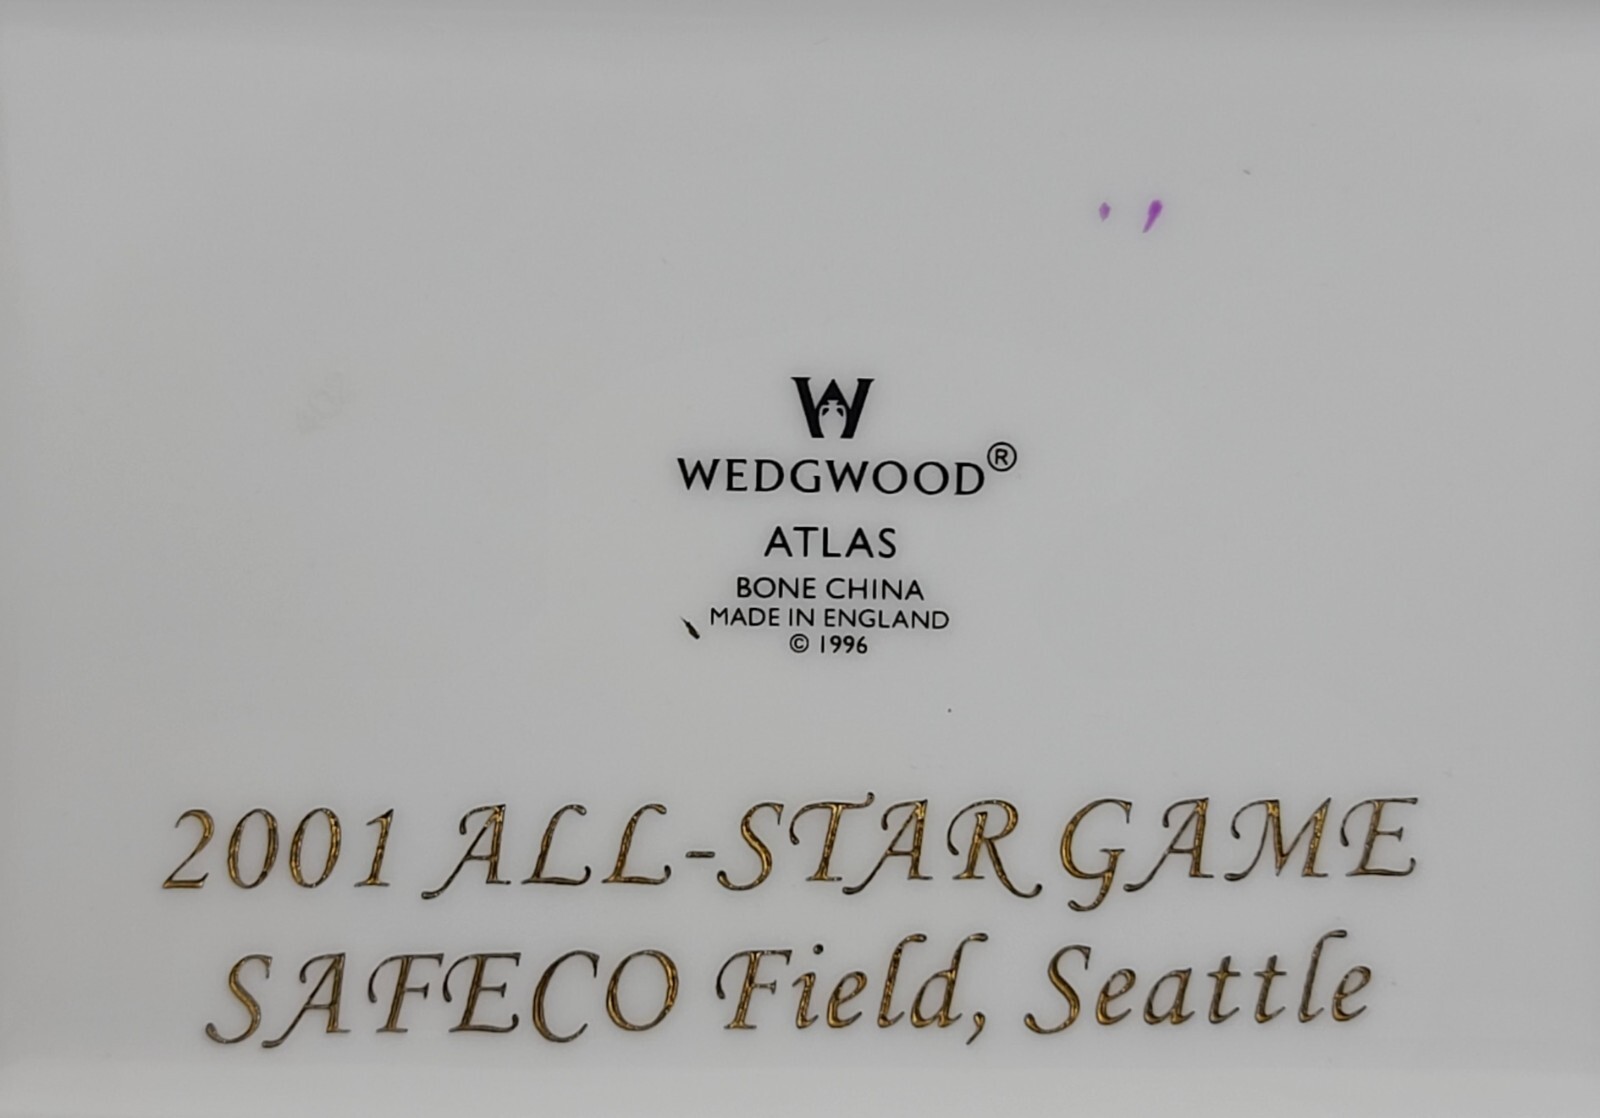 W
WEDGWOOD®
ATLAS
BONE CHINA
MADE IN ENGLAND
© 1996
2001 ALL-STAR GAME
SAFECO Field, Seattle